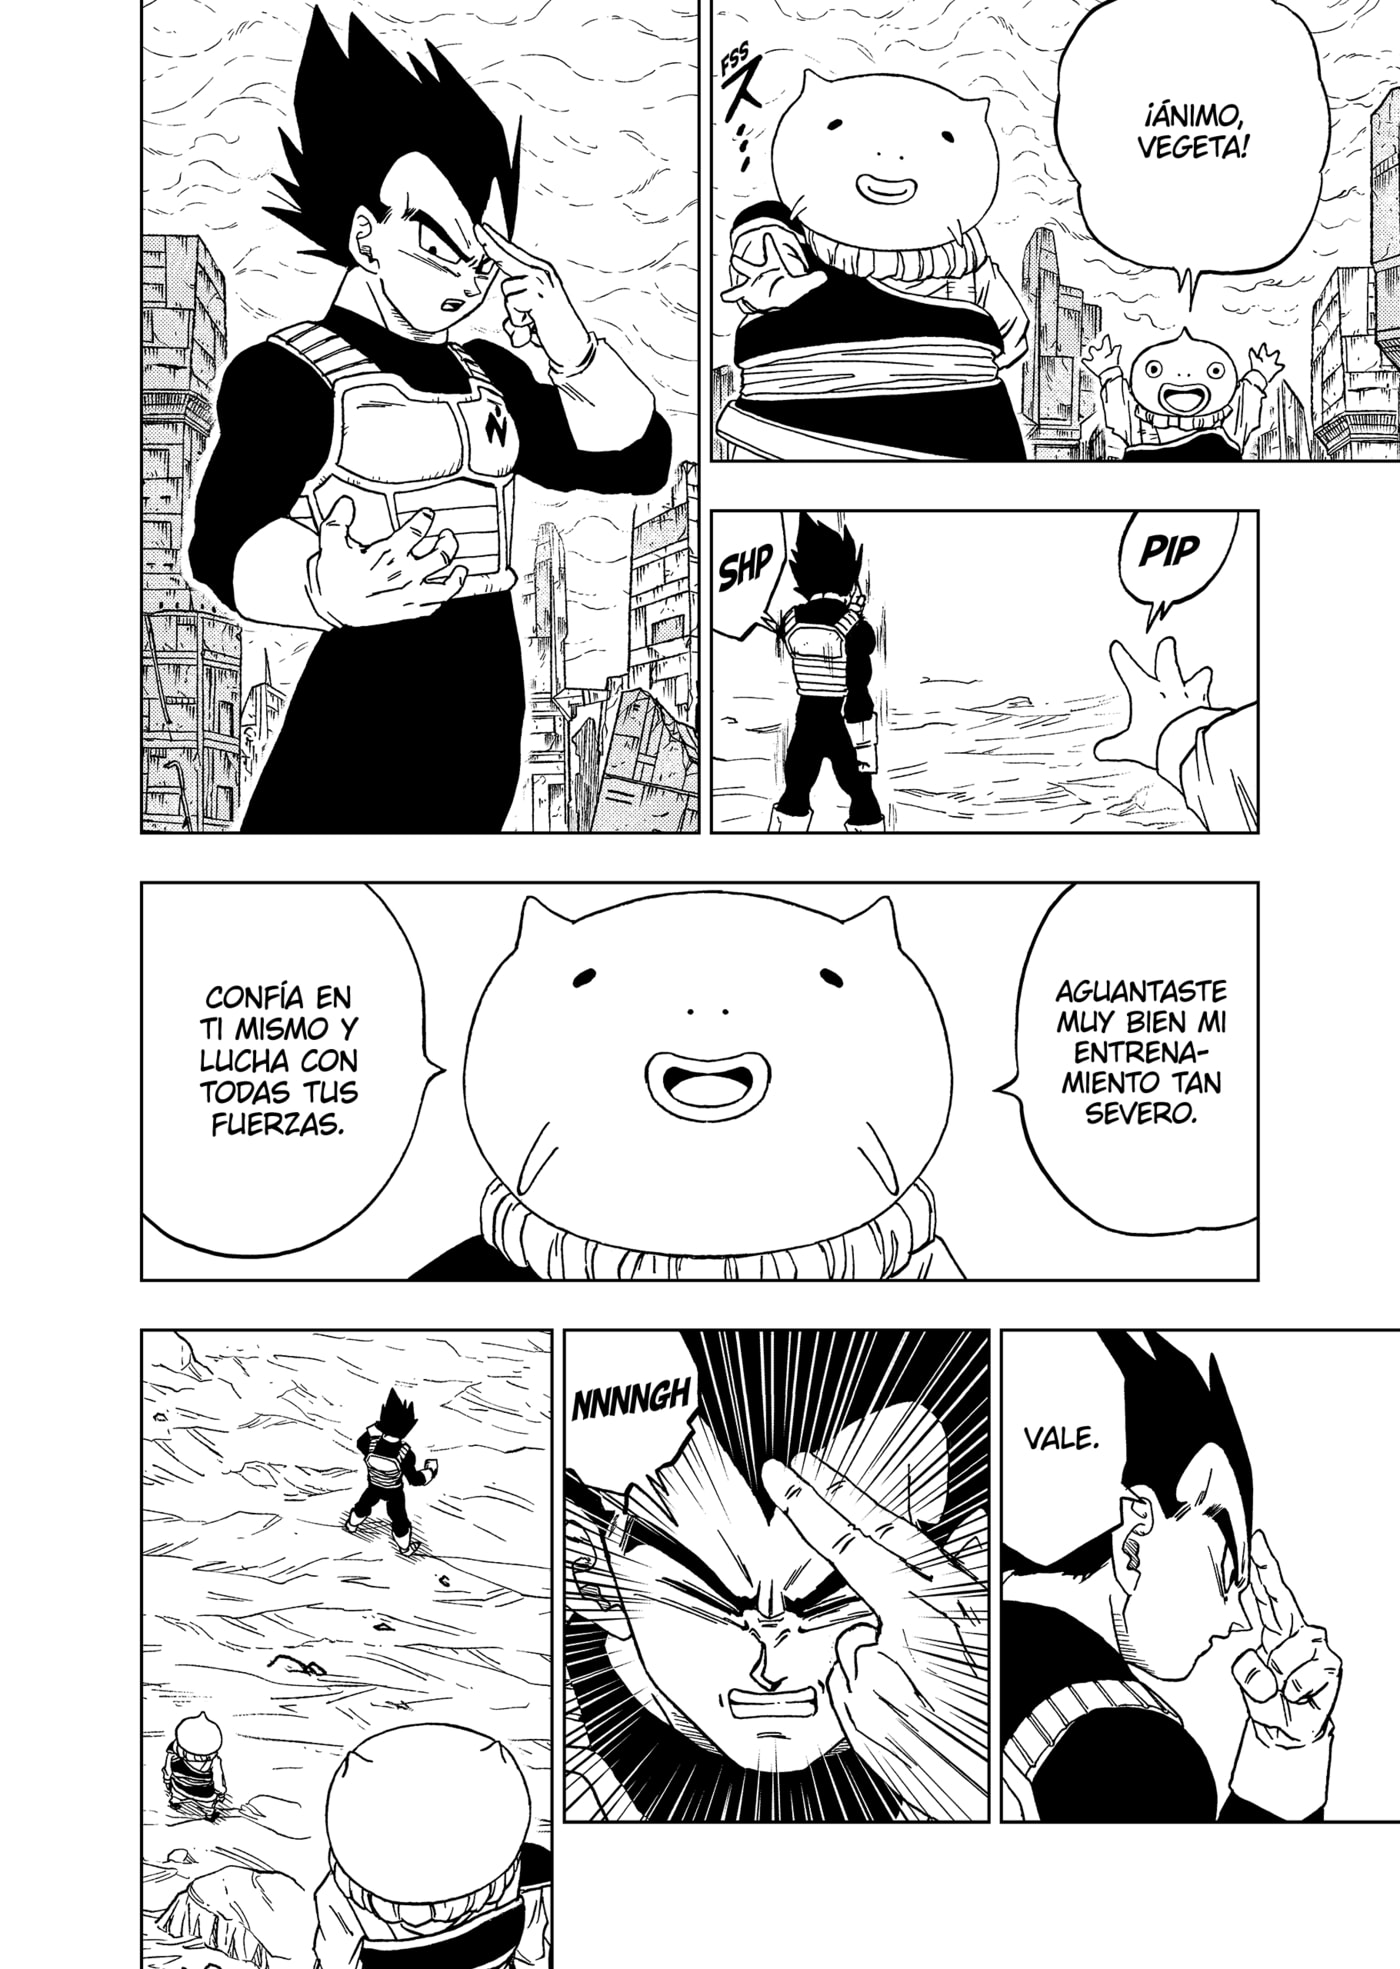 FSS
ス…
¡ÁNIMO,
VEGETA!
PIP
SHP
AGUANTASTE
MUY BIEN MI
ENTRENA-
MIENTO TAN
SEVERO.
CONFÍA EN
TI MISMO Y
LUCHA CON
TODAS TUS
FUERZAS.
VALE.
NNNNGH